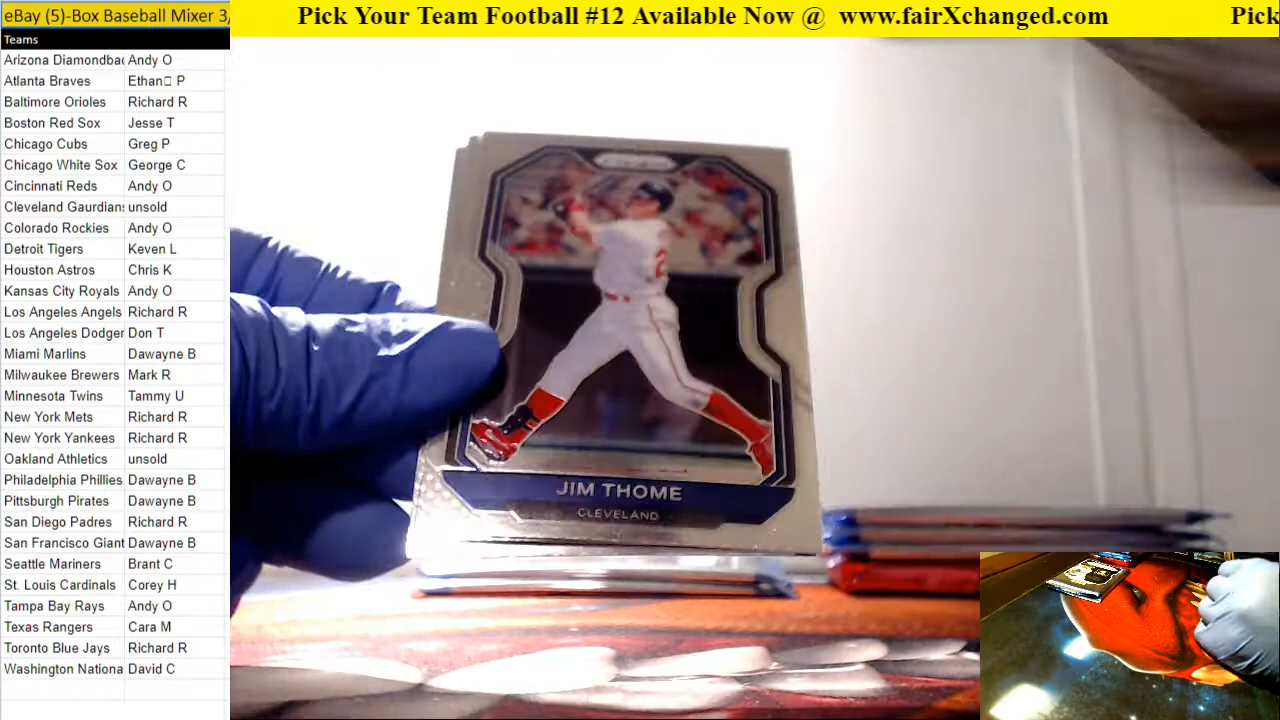 eBay (5)-Box Baseball Mixer 3/
Pick Your Team Football #12 Available Now @ www.fairXchanged.com
Pick
Teams
Arizona Diamondba Andy O
Atlanta Braves Ethan□ P
Baltimore Orioles Richard R
Boston Red Sox Jesse T
Chicago Cubs Greg P
Chicago White Sox George C
Cincinnati Reds Andy O
Cleveland Gaurdians unsold
Colorado Rockies Andy O
Detroit Tigers Keven L
Houston Astros Chris K
Kansas City Royals Andy O
Los Angeles Angels Richard R
Los Angeles Dodger Don T
Miami Marlins Dawayne B
Milwaukee Brewers Mark R
Minnesota Twins Tammy U
New York Mets Richard R
New York Yankees Richard R
Oakland Athletics unsold
Philadelphia Phillies Dawayne B
Pittsburgh Pirates Dawayne B
San Diego Padres Richard R
San Francisco Giant Dawayne B
Seattle Mariners Brant C
St. Louis Cardinals Corey H
Tampa Bay Rays Andy O
Texas Rangers Cara M
Toronto Blue Jays Richard R
Washington Nationa David C
2
JIM THOME
CLEVELAND